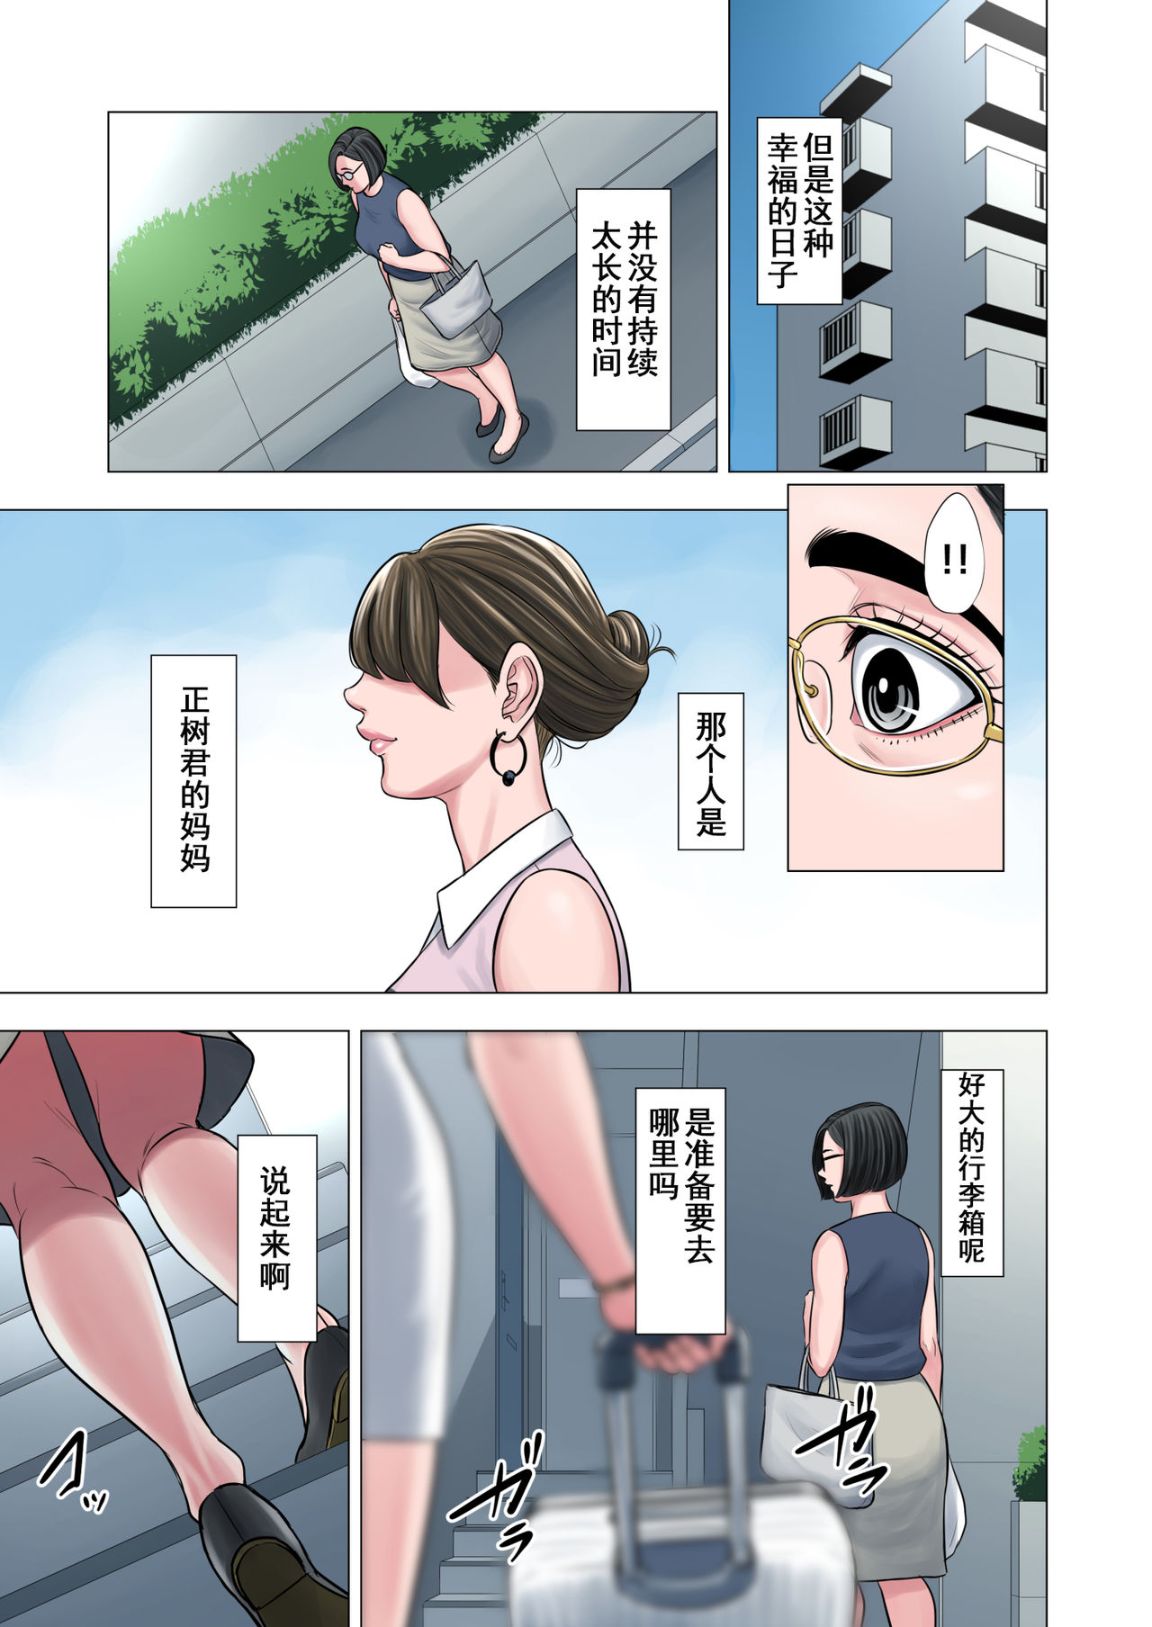 但是这种
幸福的日子
并没有持续
太长的时间
!!
那个人是
正树君的妈妈
好大的行李箱呢
是准备要去
哪里吗
ガラ
ガラ
说起来啊